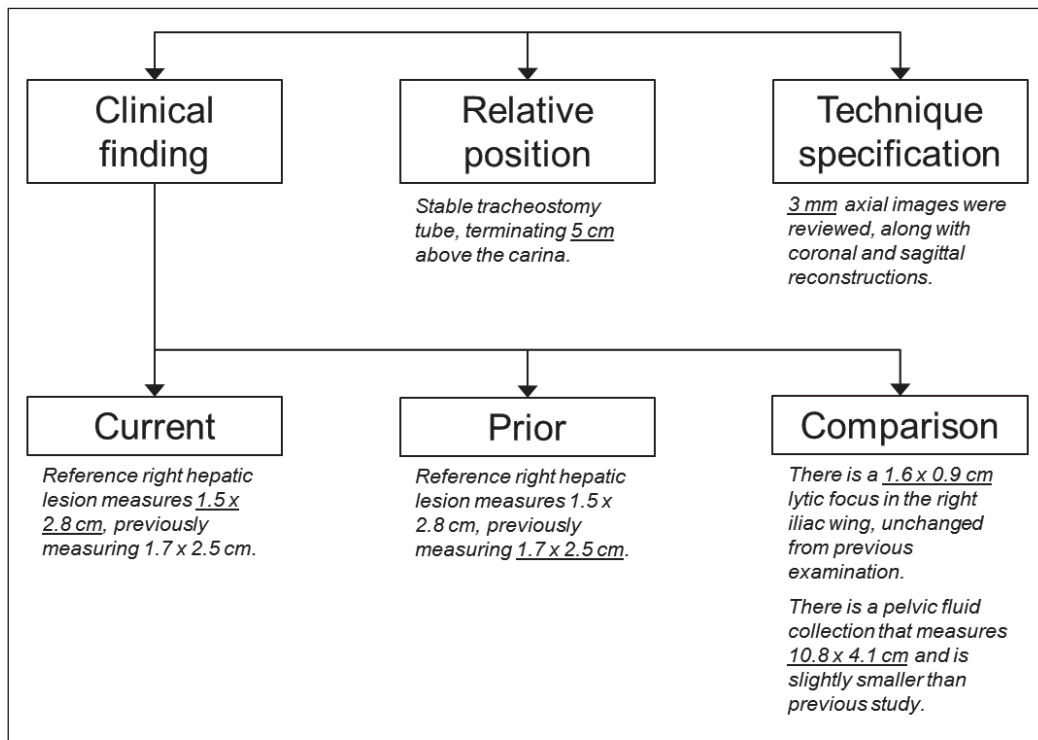 Clinical
finding
Relative
position
Stable tracheostomy
tube, terminating 5 cm
above the carina.
Technique
specification
3 mm axial images were
reviewed, along with
coronal and sagittal
reconstructions.
Current
Reference right hepatic
lesion measures 1.5 x
2.8 cm, previously
measuring 1.7 x 2.5 cm.
Prior
Reference right hepatic
lesion measures 1.5 x
2.8 cm, previously
measuring 1.7 x 2.5 cm.
Comparison
There is a 1.6 x 0.9 cm
lytic focus in the right
iliac wing, unchanged
from previous
examination.
There is a pelvic fluid
collection that measures
10.8 x 4.1 cm and is
slightly smaller than
previous study.